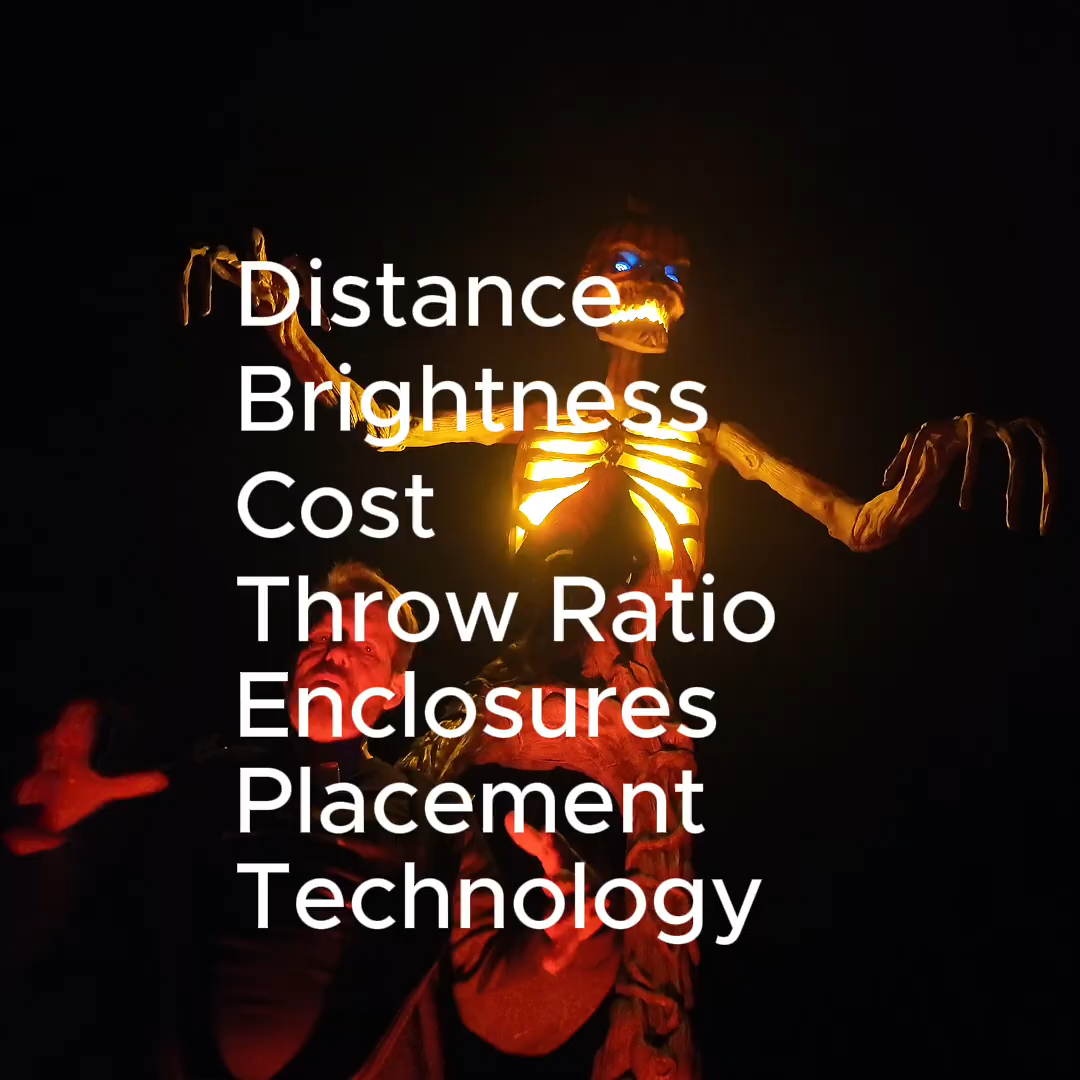 Distance
Brightness
Cost
Throw Ratio
Enclosures
Placement
Technology